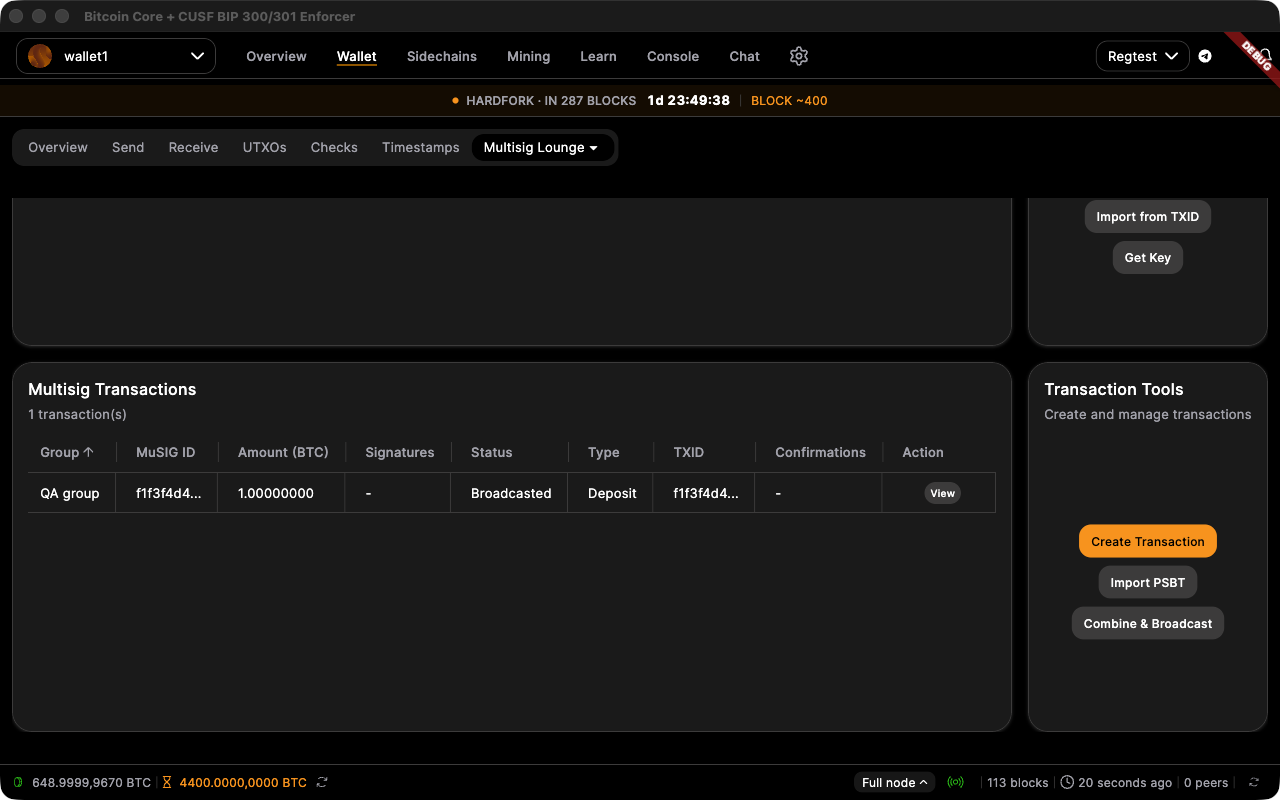 Bitcoin Core + CUSF BIP 300/301 Enforcer
wallet1
Overview
Wallet
Sidechains
Mining
Learn
Console
Chat
Regtest
DEBUG
HARDFORK · IN 287 BLOCKS 1d 23:49:38 BLOCK ~400
Overview
Send
Receive
UTXOs
Checks
Timestamps
Multisig Lounge
Import from TXID
Get Key
Multisig Transactions
1 transaction(s)
Group MuSIG ID Amount (BTC) Signatures Status Type TXID Confirmations Action
QA group f1f3f4d4... 1.00000000 - Broadcasted Deposit f1f3f4d4... - View
Transaction Tools
Create and manage transactions
Create Transaction
Import PSBT
Combine & Broadcast
648.9999,9670 BTC
4400.0000,0000 BTC
Full node
113 blocks
20 seconds ago
0 peers